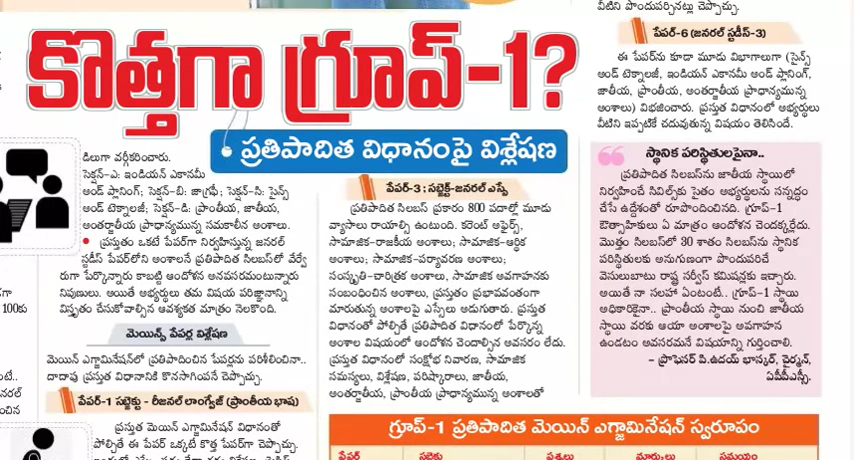 కొత్తగా గ్రూప్-1?
• ప్రతిపాదిత విధానంపై విశ్లేషణ
డిలుగా వర్గీకరించారు.
సెక్షన్-ఎ: ఇండియన్ ఎకానమీ
అండ్ ప్లానింగ్; సెక్షన్-బి: జాగ్రఫీ; సెక్షన్-సి: సైన్స్
అండ్ టెక్నాలజీ; సెక్షన్-డి: ప్రాంతీయ, జాతీయ,
అంతర్జాతీయ ప్రాధాన్యమున్న సమకాలీన అంశాలు.
• ప్రస్తుతం ఒకటే పేపర్‌గా నిర్వహిస్తున్న జనరల్
స్టడీస్ పేపర్‌లోని అంశాలనే ప్రతిపాదిత సిలబస్‌లో వేర్వే
రుగా పేర్కొన్నారు కాబట్టి ఆందోళన అనవసరమంటున్నారు
నిపుణులు. అయితే అభ్యర్థులు తమ విషయ పరిజ్ఞానాన్ని
విస్తృతం చేసుకోవాల్సిన ఆవశ్యకత మాత్రం నెలకొంది.
మెయిన్స్ పేపర్ల విశ్లేషణ
మెయిన్ ఎగ్జామినేషన్‌లో ప్రతిపాదించిన పేపర్లను పరిశీలించినా..
దాదాపు ప్రస్తుత విధానానికి కొనసాగింపనే చెప్పొచ్చు.
పేపర్-1 సబ్జెక్టు - రీజనల్ లాంగ్వేజ్ (ప్రాంతీయ భాష)
ప్రస్తుత మెయిన్ ఎగ్జామినేషన్ విధానంతో
పోల్చితే ఈ పేపర్ ఒక్కటే కొత్త పేపర్‌గా చెప్పొచ్చు.
పేపర్-3 : సబ్జెక్ట్-జనరల్ ఎస్సే
ప్రతిపాదిత సిలబస్ ప్రకారం 800 పదాల్లో మూడు
వ్యాసాలు రాయాల్సి ఉంటుంది. కరెంట్ అఫైర్స్,
సామాజిక-రాజకీయ అంశాలు; సామాజిక-ఆర్థిక
అంశాలు; సామాజిక-పర్యావరణ అంశాలు;
సంస్కృతి-చారిత్రక అంశాలు, సామాజిక అవగాహనకు
సంబంధించిన అంశాలు, ప్రస్తుతం ప్రభావవంతంగా
మారుతున్న అంశాలపై ఎస్సేలు అడుగుతారు. ప్రస్తుత
విధానంతో పోల్చితే ప్రతిపాదిత విధానంలో పేర్కొన్న
అంశాల విషయంలో ఆందోళన చెందాల్సిన అవసరం లేదు.
ప్రస్తుత విధానంలో సంక్షోభ నివారణ, సామాజిక
సమస్యలు, విశ్లేషణ, పరిష్కారాలు, జాతీయ,
అంతర్జాతీయ, ప్రాంతీయ ప్రాధాన్యమున్న అంశాలతో
వీటిని పొందుపర్చినట్లు చెప్పొచ్చు.
పేపర్-6 (జనరల్ స్టడీస్-3)
ఈ పేపర్‌ను కూడా మూడు విభాగాలుగా (సైన్స్
అండ్ టెక్నాలజీ, ఇండియన్ ఎకానమీ అండ్ ప్లానింగ్,
జాతీయ, ప్రాంతీయ, అంతర్జాతీయ ప్రాధాన్యమున్న
అంశాలు) విభజించారు. ప్రస్తుత విధానంలో అభ్యర్థులు
వీటిని ఇప్పటికే చదువుతున్న విషయం తెలిసిందే.
స్థానిక పరిస్థితులపైనా..
ప్రతిపాదిత సిలబస్‌ను జాతీయ స్థాయిలో
నిర్వహించే సివిల్స్‌కు సైతం అభ్యర్థులను సన్నద్ధం
చేసే ఉద్దేశంతో రూపొందించినది. గ్రూప్-1
ఔత్సాహికులు ఏ మాత్రం ఆందోళన చెందక్కర్లేదు.
మొత్తం సిలబస్‌లో 30 శాతం సిలబస్‌ను స్థానిక
పరిస్థితులకు అనుగుణంగా పొందుపరిచే
వెసులుబాటు రాష్ట్ర సర్వీస్ కమిషన్లకు ఇచ్చారు.
అయితే నా సలహా ఏంటంటే.. గ్రూప్-1 స్థాయి
అధికారికైనా.. ప్రాంతీయ స్థాయి నుంచి జాతీయ
స్థాయి వరకు ఆయా అంశాలపై అవగాహన
ఉండటం అవసరమనే విషయాన్ని గుర్తించాలి.
– ప్రొఫెసర్ పి.ఉదయ్ భాస్కర్, చైర్మన్,
ఏపీపీఎస్సీ.
గ్రూప్-1 ప్రతిపాదిత మెయిన్ ఎగ్జామినేషన్ స్వరూపం
పేపర్ సబ్జెక్టు ప్రశ్నలు మార్కులు సమయం